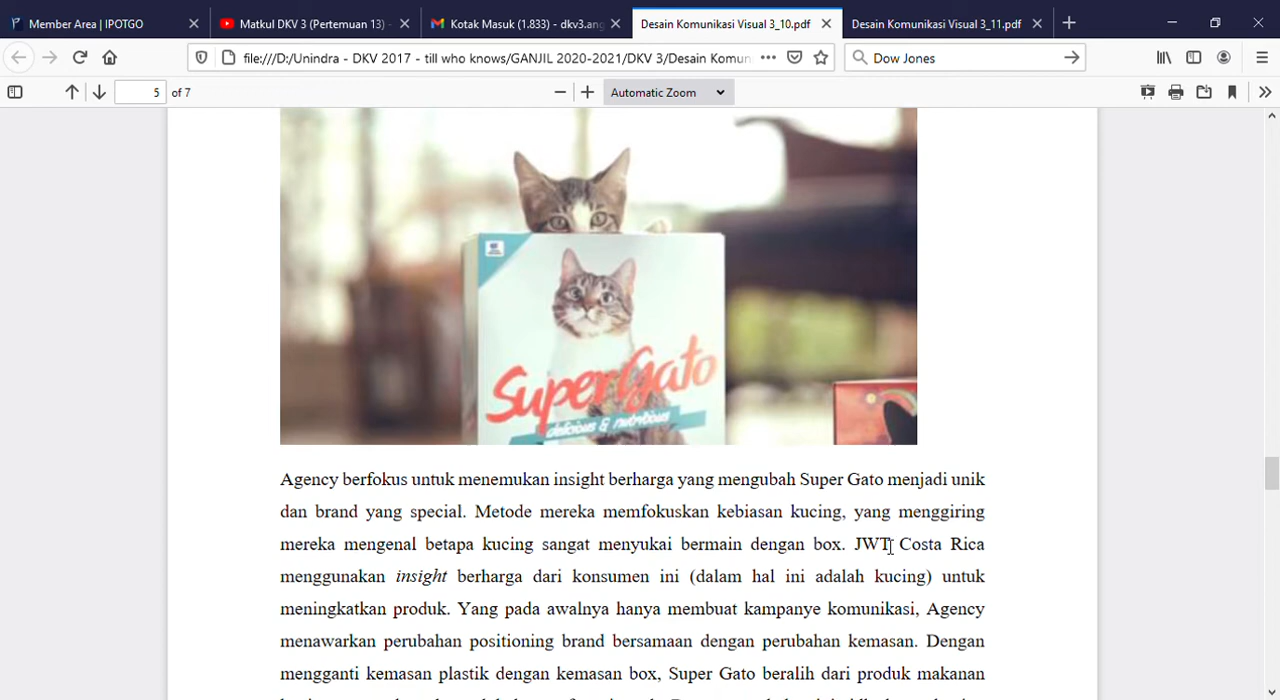 Member Area | IPOTGO
Matkul DKV 3 (Pertemuan 13) -
Kotak Masuk (1.833) - dkv3.ang
Desain Komunikasi Visual 3_10.pdf
Desain Komunikasi Visual 3_11.pdf
file:///D:/Unindra - DKV 2017 - till who knows/GANJIL 2020-2021/DKV 3/Desain Komun
Dow Jones
5 of 7
Automatic Zoom
SuperGato
delicious & nutritious
Agency berfokus untuk menemukan insight berharga yang mengubah Super Gato menjadi unik
dan brand yang special. Metode mereka memfokuskan kebiasan kucing, yang menggiring
mereka mengenal betapa kucing sangat menyukai bermain dengan box. JWT Costa Rica
menggunakan insight berharga dari konsumen ini (dalam hal ini adalah kucing) untuk
meningkatkan produk. Yang pada awalnya hanya membuat kampanye komunikasi, Agency
menawarkan perubahan positioning brand bersamaan dengan perubahan kemasan. Dengan
mengganti kemasan plastik dengan kemasan box, Super Gato beralih dari produk makanan